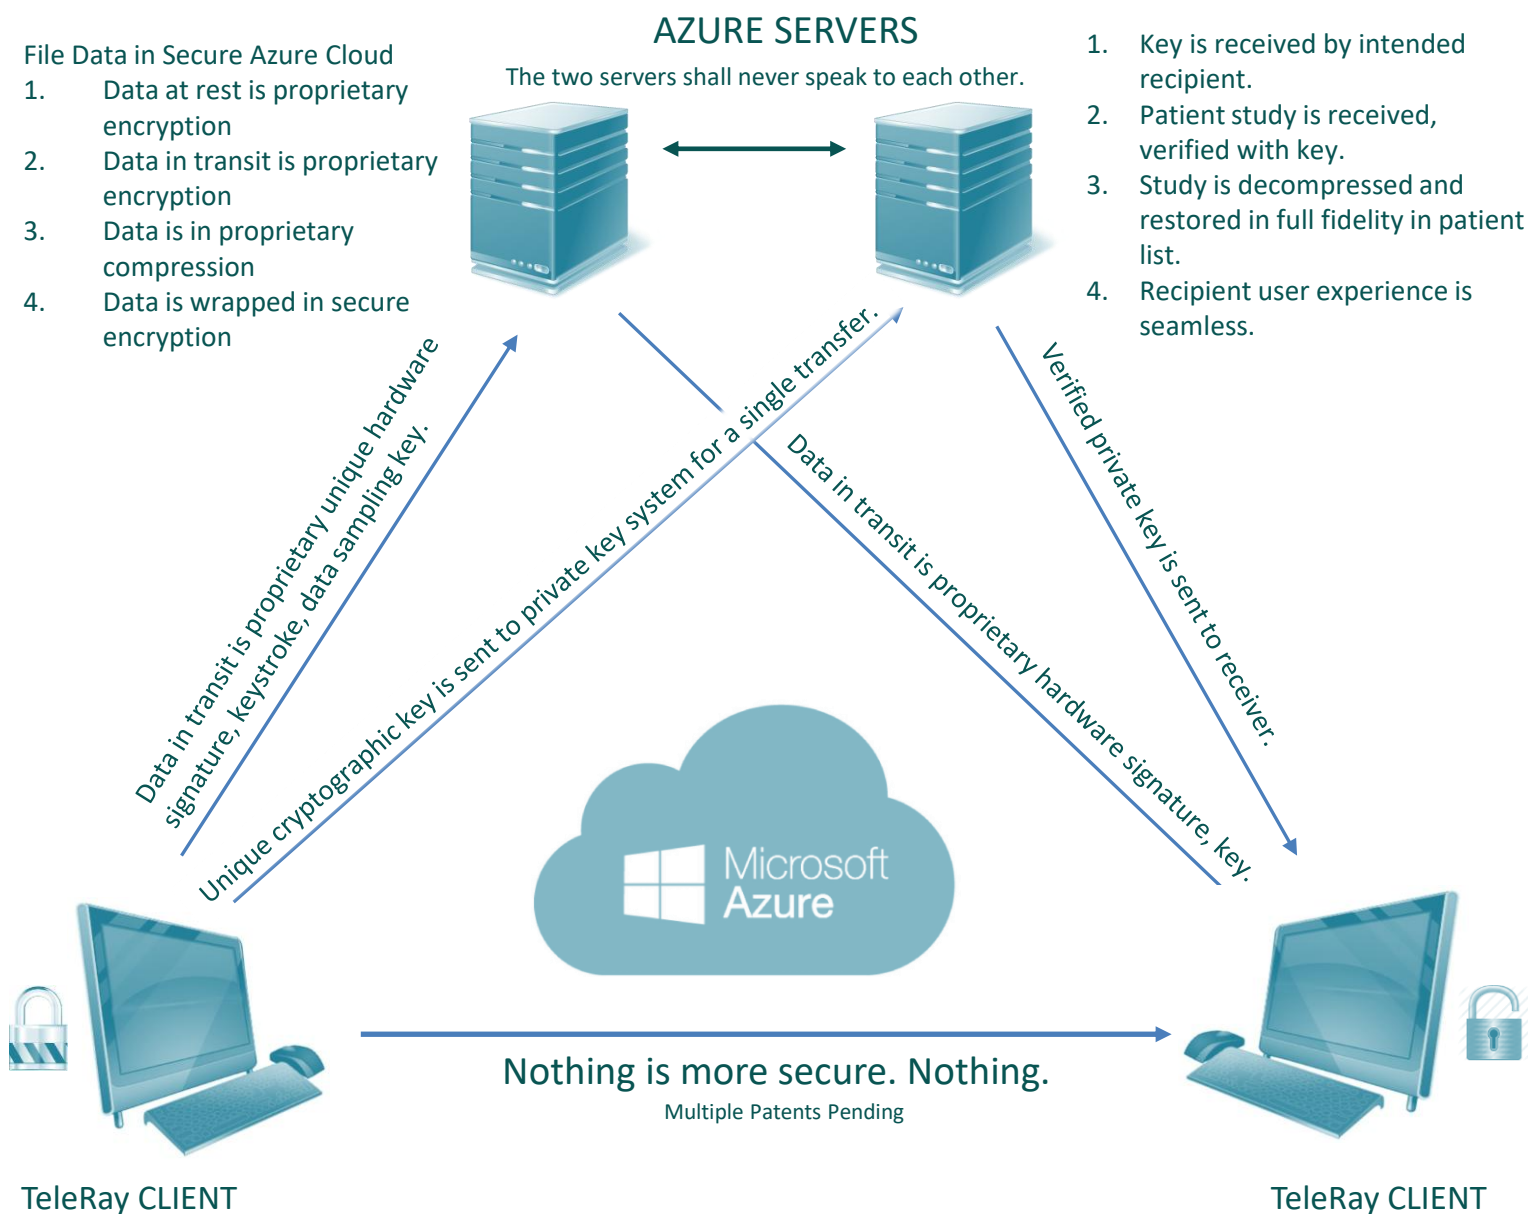 AZURE SERVERS
The two servers shall never speak to each other.
File Data in Secure Azure Cloud
1. Data at rest is proprietary
encryption
2. Data in transit is proprietary
encryption
3. Data is in proprietary
compression
4. Data is wrapped in secure
encryption
1. Key is received by intended
recipient.
2. Patient study is received,
verified with key.
3. Study is decompressed and
restored in full fidelity in patient
list.
4. Recipient user experience is
seamless.
Data in transit is proprietary unique hardware
signature, keystroke, data sampling key.
Unique cryptographic key is sent to private key system for a single transfer.
Data in transit is proprietary hardware signature, key.
Verified private key is sent to receiver.
Microsoft
Azure
Nothing is more secure. Nothing.
Multiple Patents Pending
TeleRay CLIENT
TeleRay CLIENT